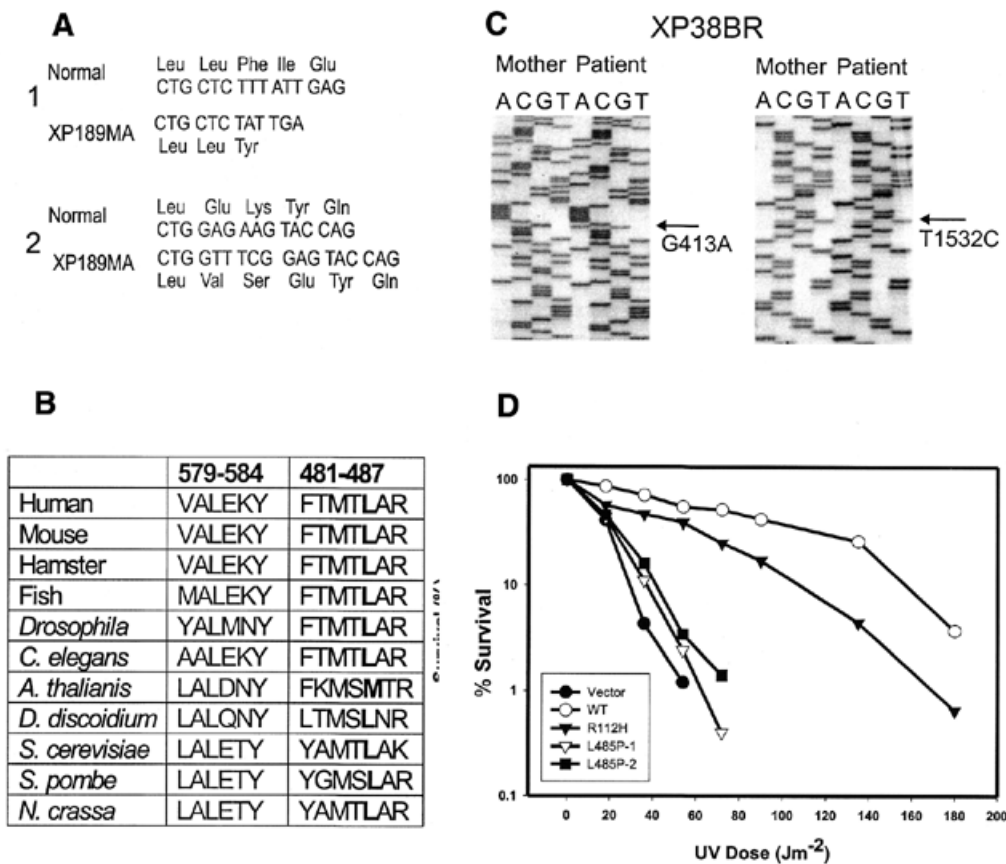 A
Leu Leu Phe Ile Glu
Normal
CTG CTC TTT ATT GAG
1
XP189MA
CTG CTC TAT TGA
Leu Leu Tyr
Leu Glu Lys Tyr Gln
Normal
CTG GAG AAG TAC CAG
2
XP189MA
CTG GTT TCG GAG TAC CAG
Leu Val Ser Glu Tyr Gln
C
XP38BR
Mother Patient
Mother Patient
A C G T A C G T
A C G T A C G T
G413A
T1532C
B
579-584 481-487
Human VALEKY FTMTLAR
Mouse VALEKY FTMTLAR
Hamster VALEKY FTMTLAR
Fish MALEKY FTMTLAR
Drosophila YALMNY FTMTLAR
C. elegans AALEKY FTMTLAR
A. thalianis LALDNY FKMSMTR
D. discoidium LALQNY LTMSLNR
S. cerevisiae LALETY YAMTLAK
S. pombe LALETY YGMSLAR
N. crassa LALETY YAMTLAR
D
% Survival
100
10
1
0.1
Vector
WT
R112H
L485P-1
L485P-2
0 20 40 60 80 100 120 140 160 180 200
UV Dose (Jm-2)